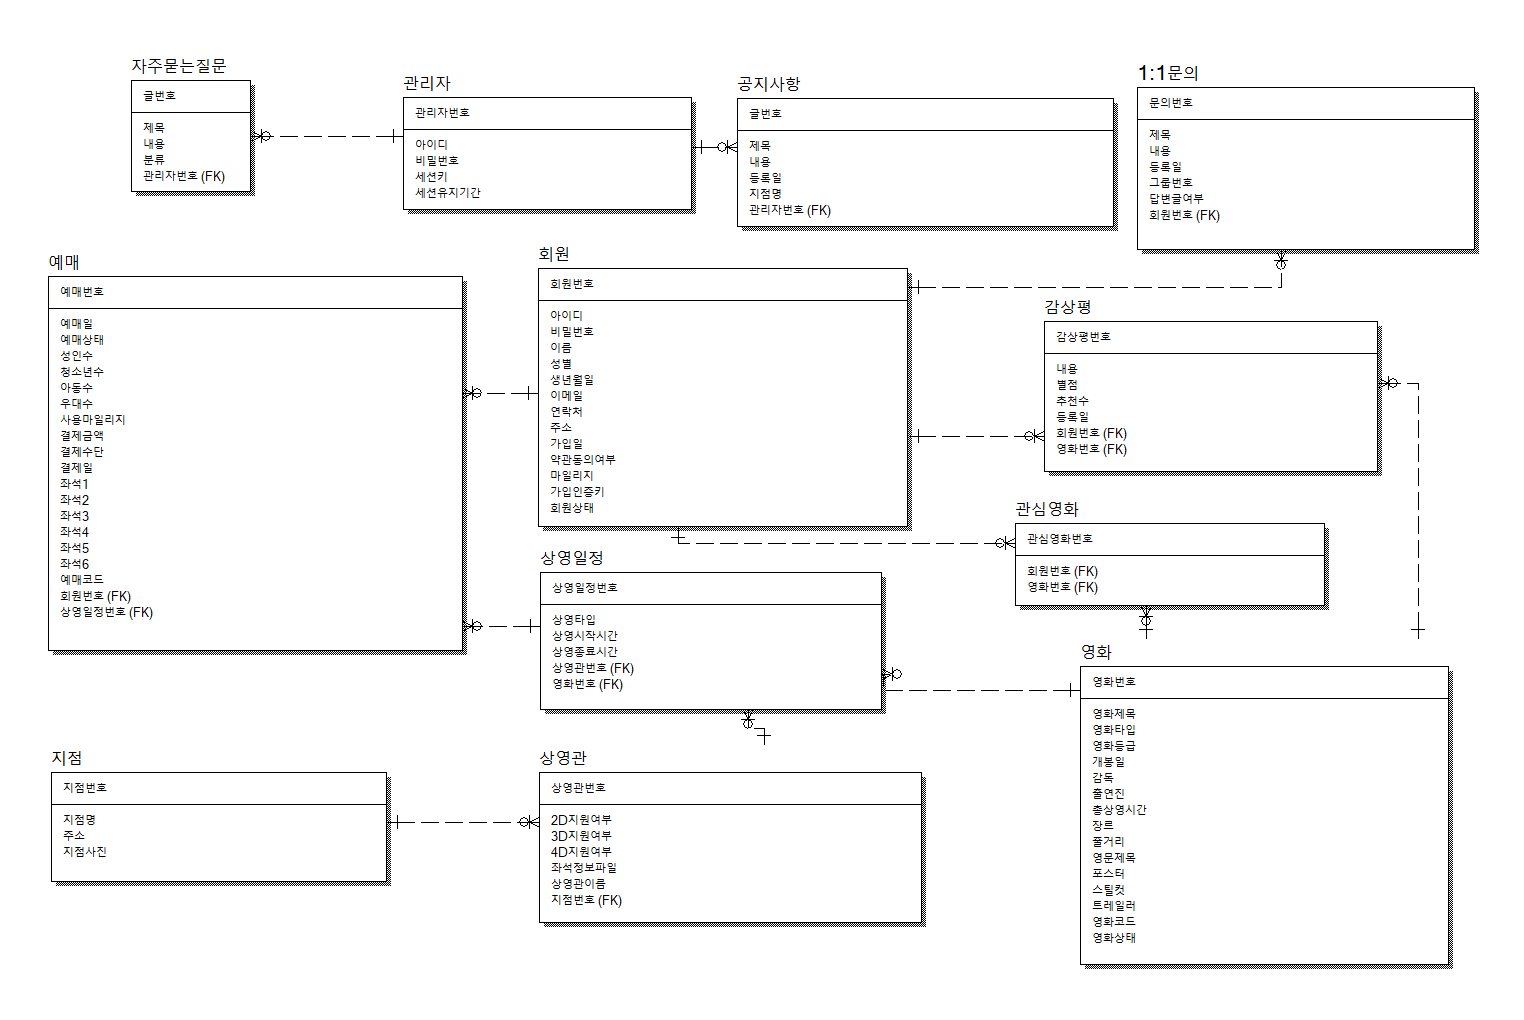 자주묻는질문
글번호
제목
내용
분류
관리자번호 (FK)
관리자
관리자번호
아이디
비밀번호
세션키
세션유지기간
공지사항
글번호
제목
내용
등록일
지점명
관리자번호 (FK)
1:1문의
문의번호
제목
내용
등록일
그룹번호
답변글여부
회원번호 (FK)
예매
예매번호
예매일
예매상태
성인수
청소년수
아동수
우대수
사용마일리지
결제금액
결제수단
결제일
좌석1
좌석2
좌석3
좌석4
좌석5
좌석6
예매코드
회원번호 (FK)
상영일정번호 (FK)
회원
회원번호
아이디
비밀번호
이름
성별
생년월일
이메일
연락처
주소
가입일
약관동의여부
마일리지
가입인증키
회원상태
감상평
감상평번호
내용
별점
추천수
등록일
회원번호 (FK)
영화번호 (FK)
관심영화
관심영화번호
회원번호 (FK)
영화번호 (FK)
상영일정
상영일정번호
상영타입
상영시작시간
상영종료시간
상영관번호 (FK)
영화번호 (FK)
영화
영화번호
영화제목
영화타입
영화등급
개봉일
감독
출연진
총상영시간
장르
줄거리
영문제목
포스터
스틸컷
트레일러
영화코드
영화상태
지점
지점번호
지점명
주소
지점사진
상영관
상영관번호
2D지원여부
3D지원여부
4D지원여부
좌석정보파일
상영관이름
지점번호 (FK)